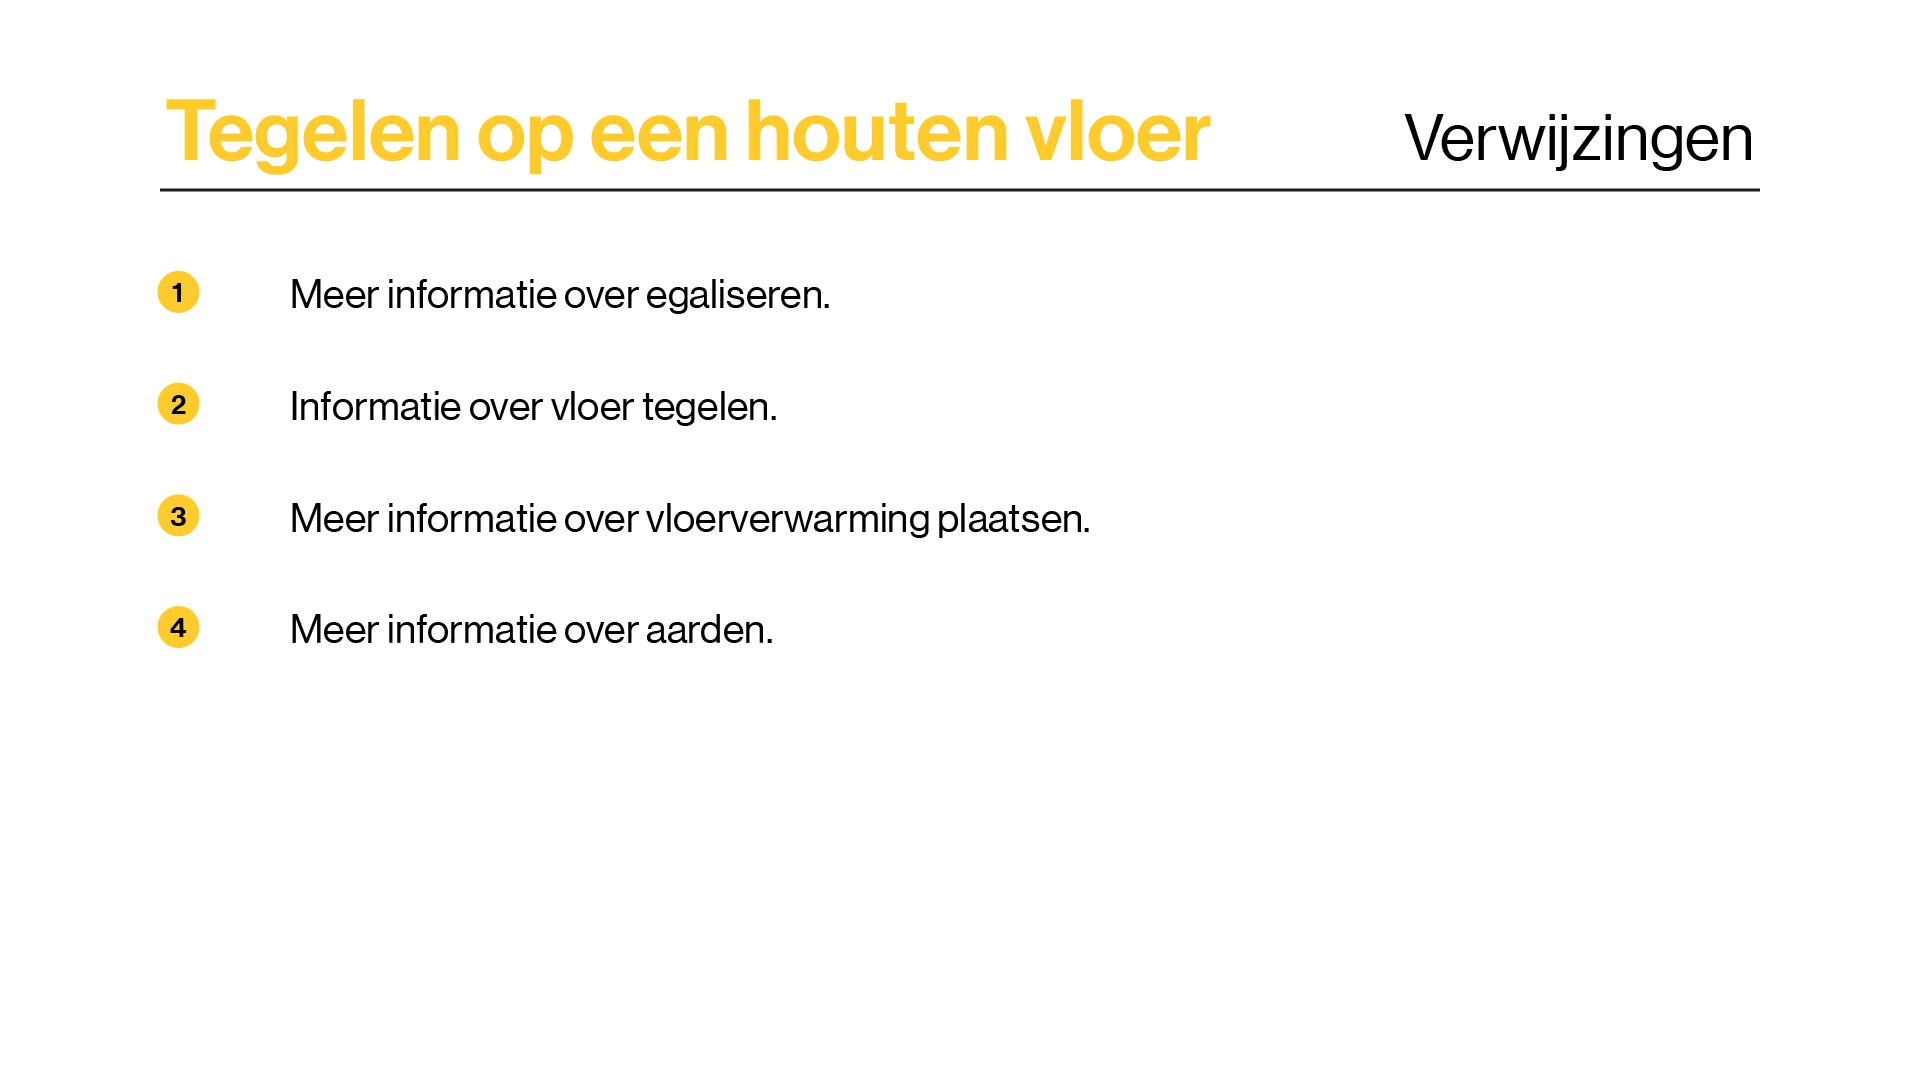 Tegelen op een houten vloer Verwijzingen
1 Meer informatie over egaliseren.
2 Informatie over vloer tegelen.
3 Meer informatie over vloerverwarming plaatsen.
4 Meer informatie over aarden.